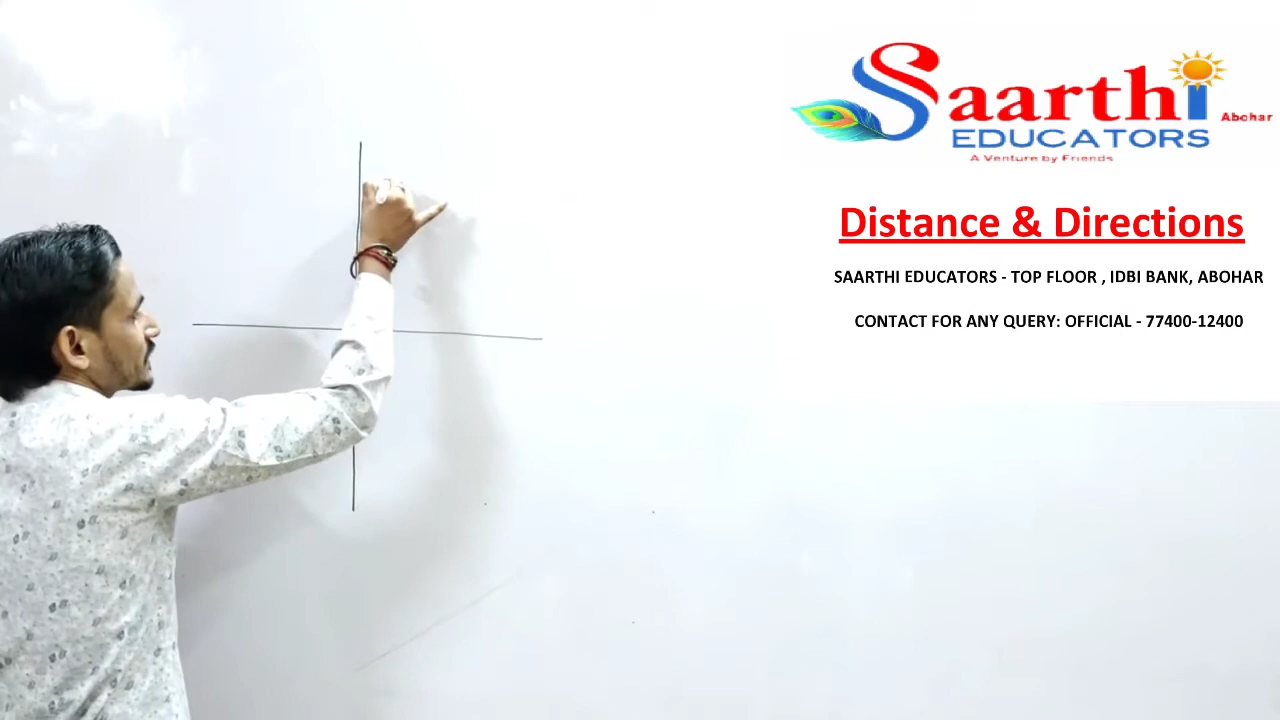 Saarthi
Abohar
EDUCATORS
A Venture by Friends
Distance & Directions
SAARTHI EDUCATORS - TOP FLOOR , IDBI BANK, ABOHAR
CONTACT FOR ANY QUERY: OFFICIAL - 77400-12400